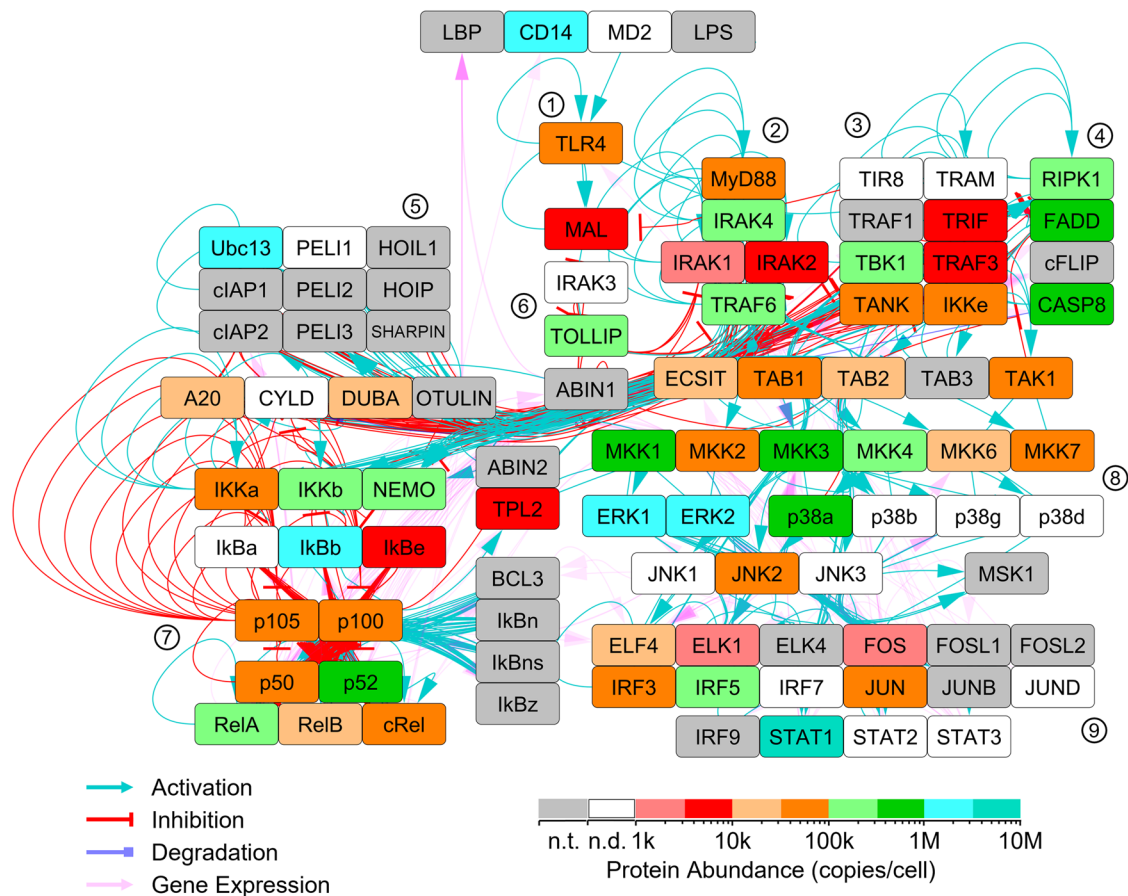 LBP CD14 MD2 LPS
① ② ③ ④
TLR4
MyD88 TIR8 TRAM RIPK1
MAL IRAK4 TRAF1 TRIF FADD
⑤
Ubc13 PELI1 HOIL1
IRAK3 IRAK1 IRAK2 TBK1 TRAF3 cFLIP
cIAP1 PELI2 HOIP
⑥ TRAF6 TANK IKKe CASP8
cIAP2 PELI3 SHARPIN TOLLIP
A20 CYLD DUBA OTULIN ABIN1 ECSIT TAB1 TAB2 TAB3 TAK1
MKK1 MKK2 MKK3 MKK4 MKK6 MKK7
ABIN2
IKKa IKKb NEMO ⑧
TPL2 ERK1 ERK2 p38a p38b p38g p38d
IkBa IkBb IkBe
BCL3 JNK1 JNK2 JNK3 MSK1
p105 p100 IkBn
⑦ ELF4 ELK1 ELK4 FOS FOSL1 FOSL2
IkBns
p50 p52 IRF3 IRF5 IRF7 JUN JUNB JUND
IkBz
RelA RelB cRel IRF9 STAT1 STAT2 STAT3 ⑨
Activation
Inhibition
Degradation
Gene Expression
n.t. n.d. 1k 10k 100k 1M 10M
Protein Abundance (copies/cell)